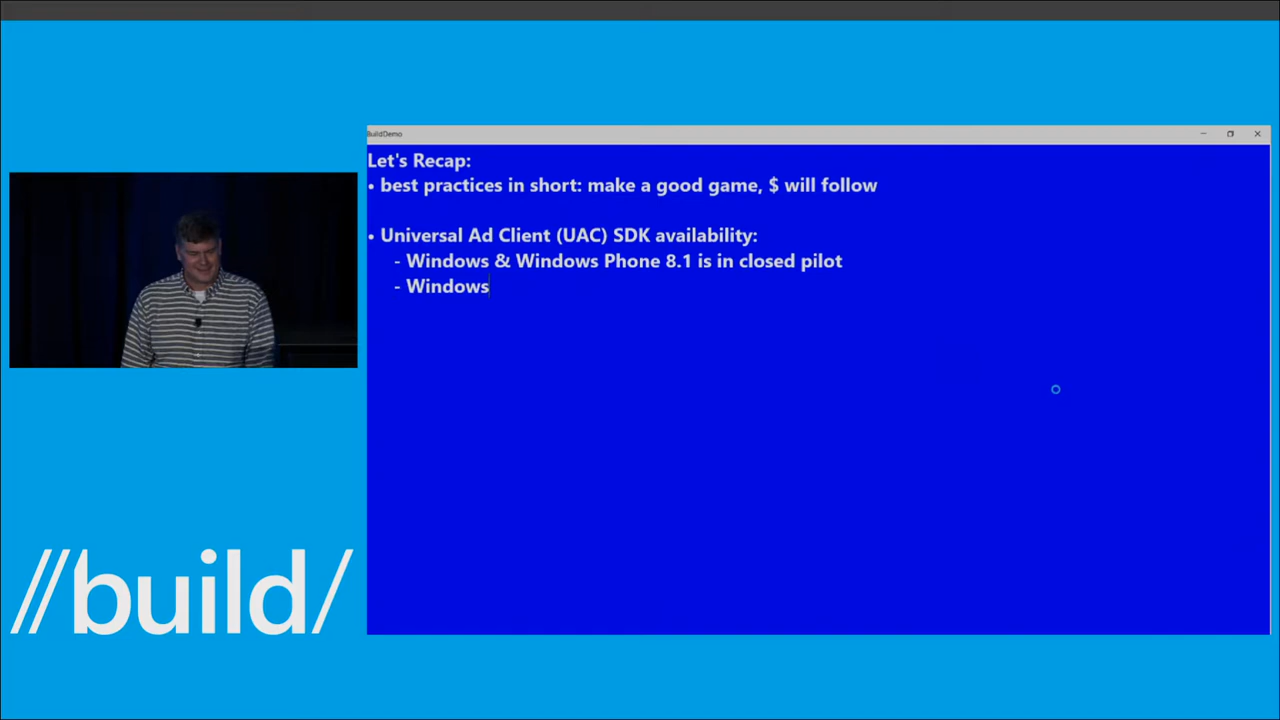 BuildDemo
Let's Recap:
• best practices in short: make a good game, $ will follow
• Universal Ad Client (UAC) SDK availability:
- Windows & Windows Phone 8.1 is in closed pilot
- Windows
//build/